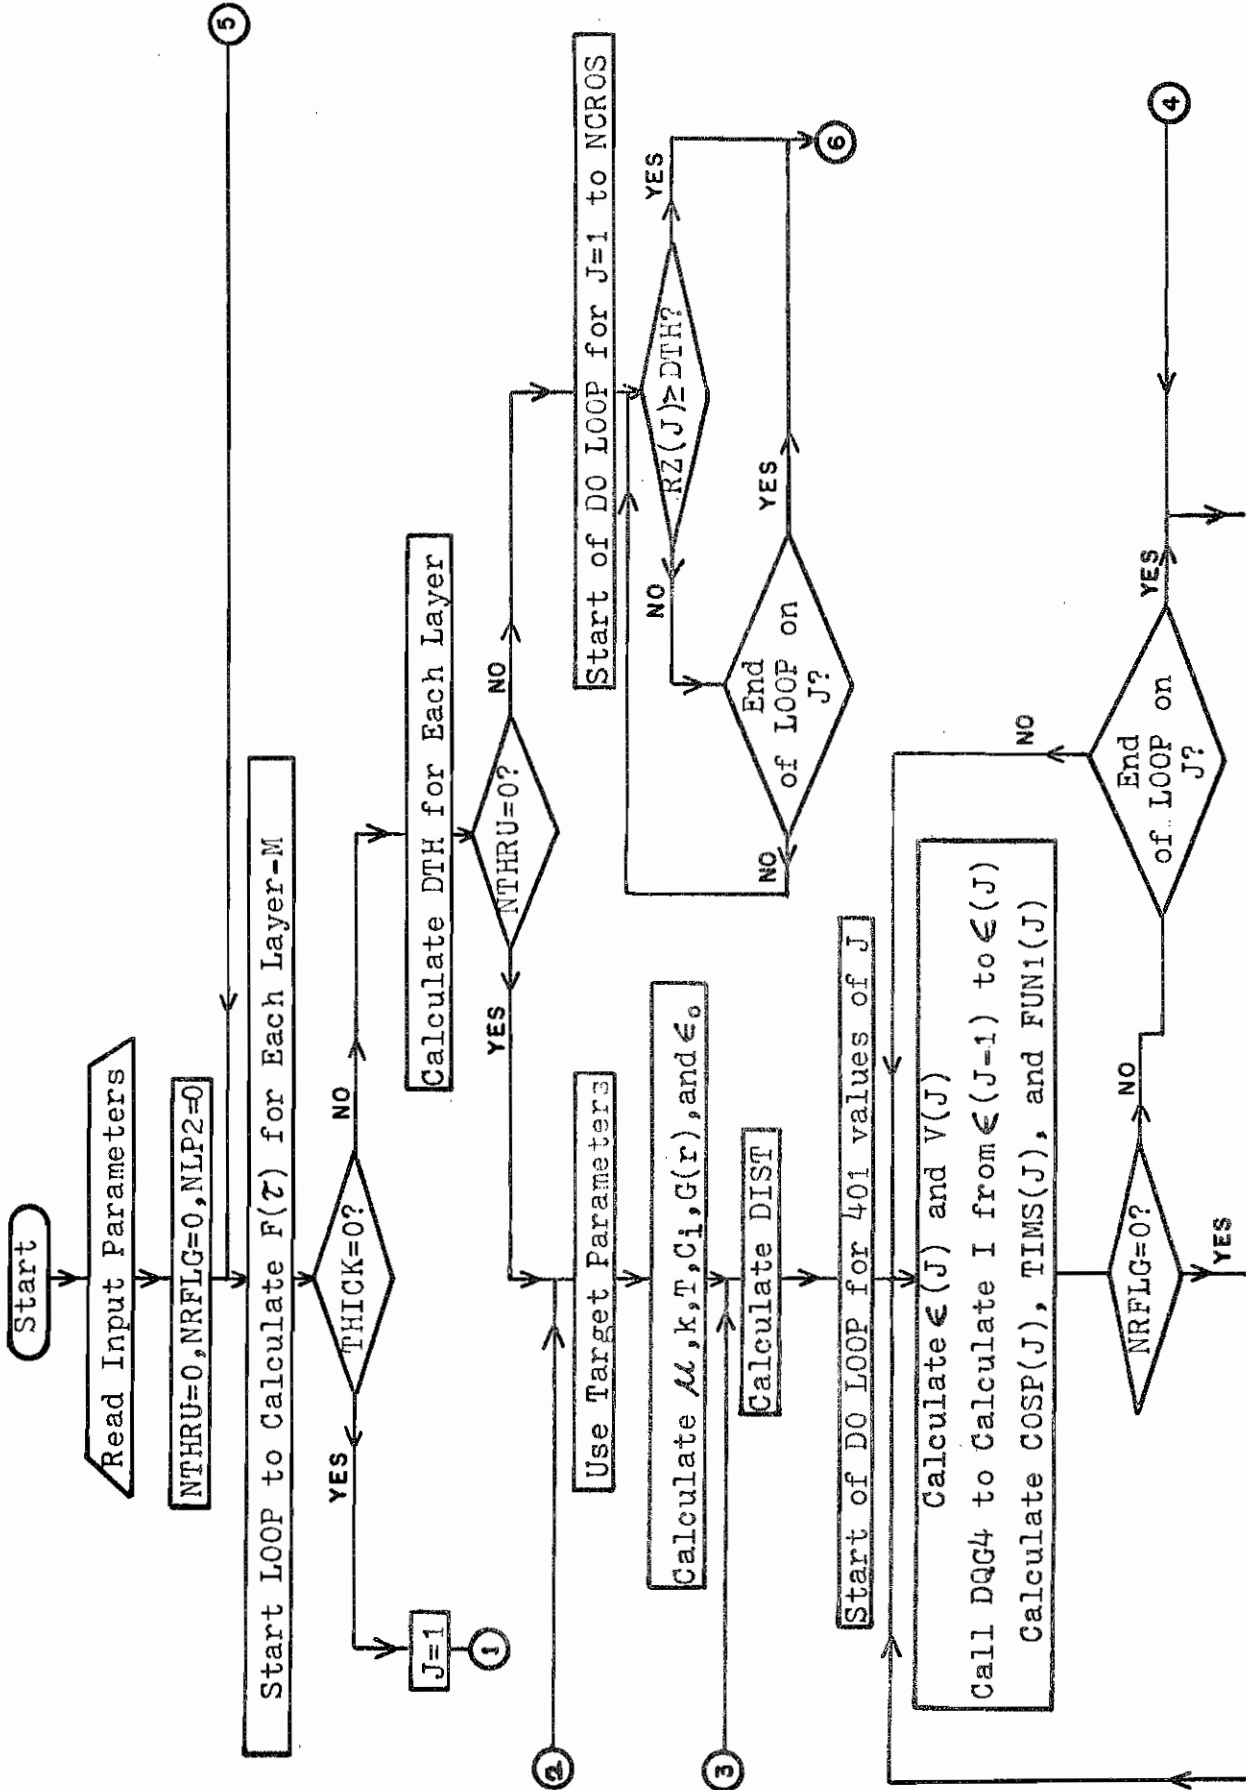 Start
Read Input Parameters
NTHRU=0,NRFLG=0,NLP2=0
5
Start LOOP to Calculate F(τ) for Each Layer-M
THICK=0?
YES
NO
J=1
1
Calculate DTH for Each Layer
NTHRU=0?
YES
NO
2
Use Target Parameters
Calculate μ,k,T,Ci,G(r),and ϵ₀
3
Calculate DIST
Start of DO LOOP for J=1 to NCROS
RZ(J)≥DTH?
YES
NO
End
of LOOP on
J?
YES
NO
6
Start of DO LOOP for 401 values of J
Calculate ϵ(J) and V(J)
Call DQG4 to Calculate I from ϵ(J-1) to ϵ(J)
Calculate COSP(J), TIMS(J), and FUN1(J)
NRFLG=0?
NO
YES
End
of LOOP on
J?
NO
YES
4